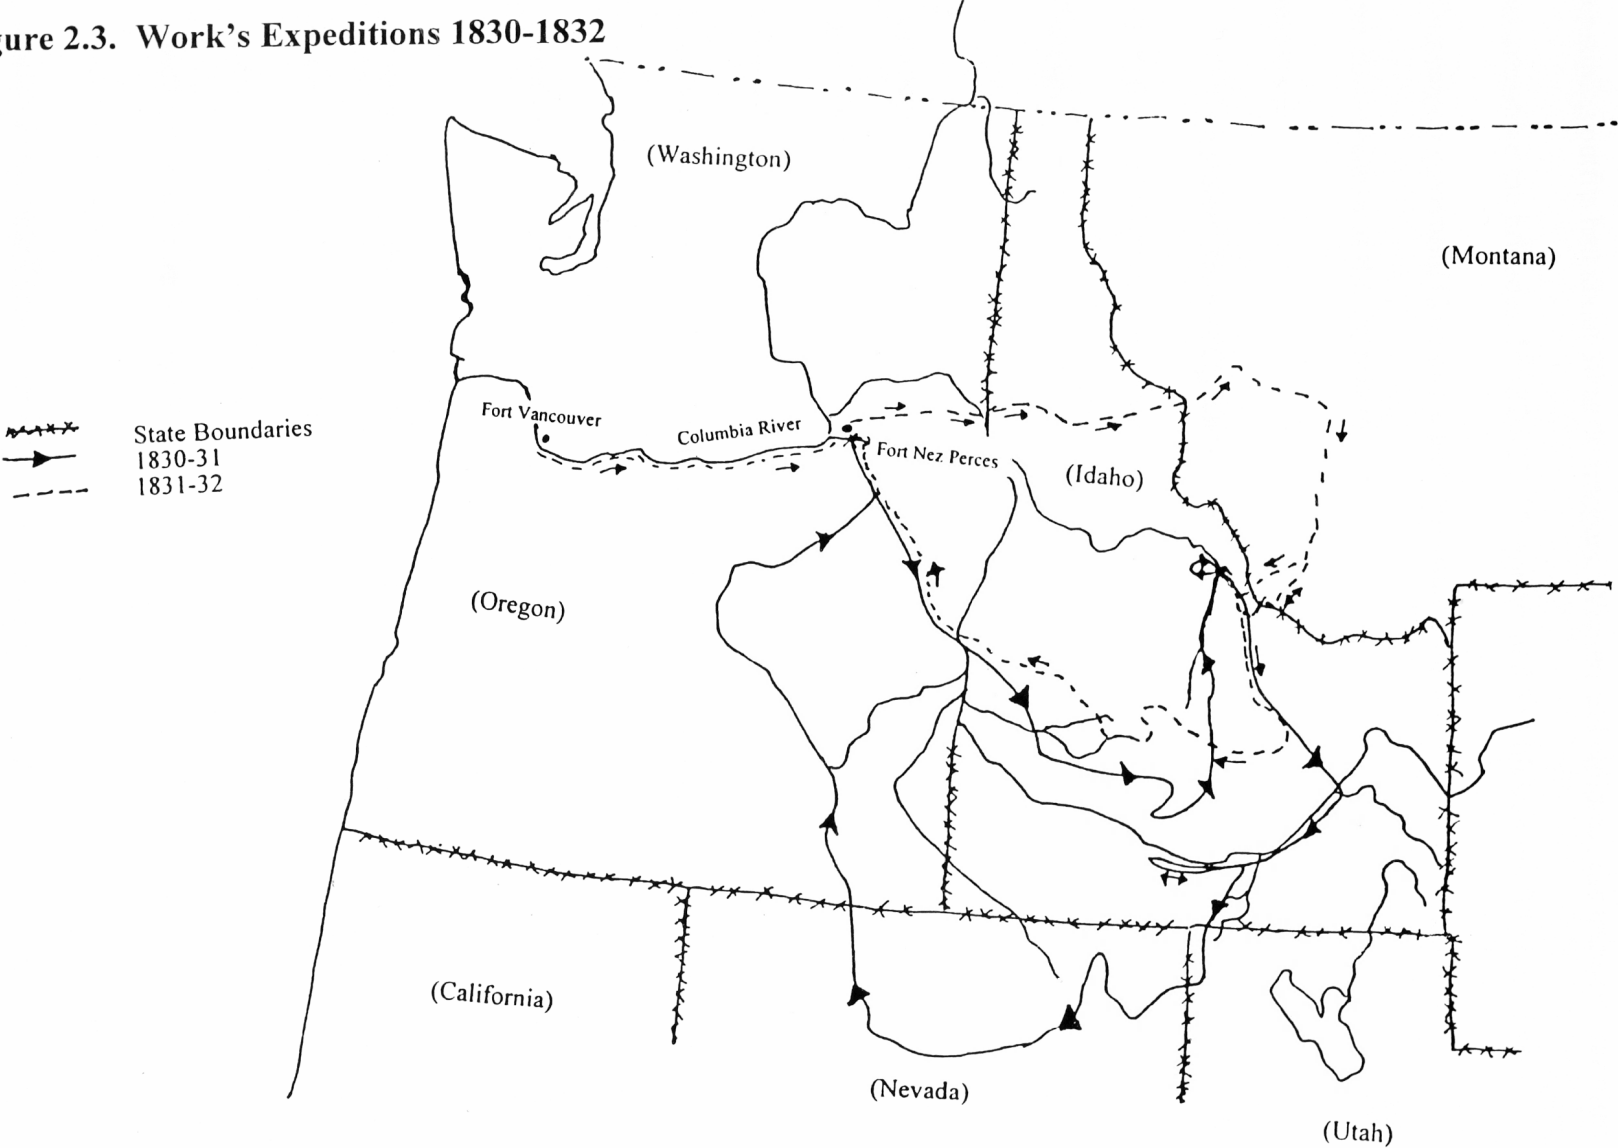 ure 2.3. Work's Expeditions 1830-1832
(Washington)
(Montana)
State Boundaries
1830-31
1831-32
Fort Vancouver
Columbia River
Fort Nez Perces
(Idaho)
(Oregon)
(California)
(Nevada)
(Utah)